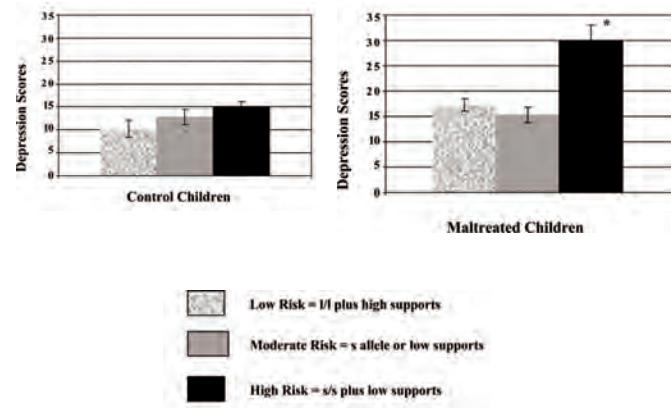 35
30
25
20
15
10
5
0
Depression Scores
Control Children
35
30
25
20
15
10
5
0
Depression Scores
*
Maltreated Children
Low Risk = l/l plus high supports
Moderate Risk = s allele or low supports
High Risk = s/s plus low supports